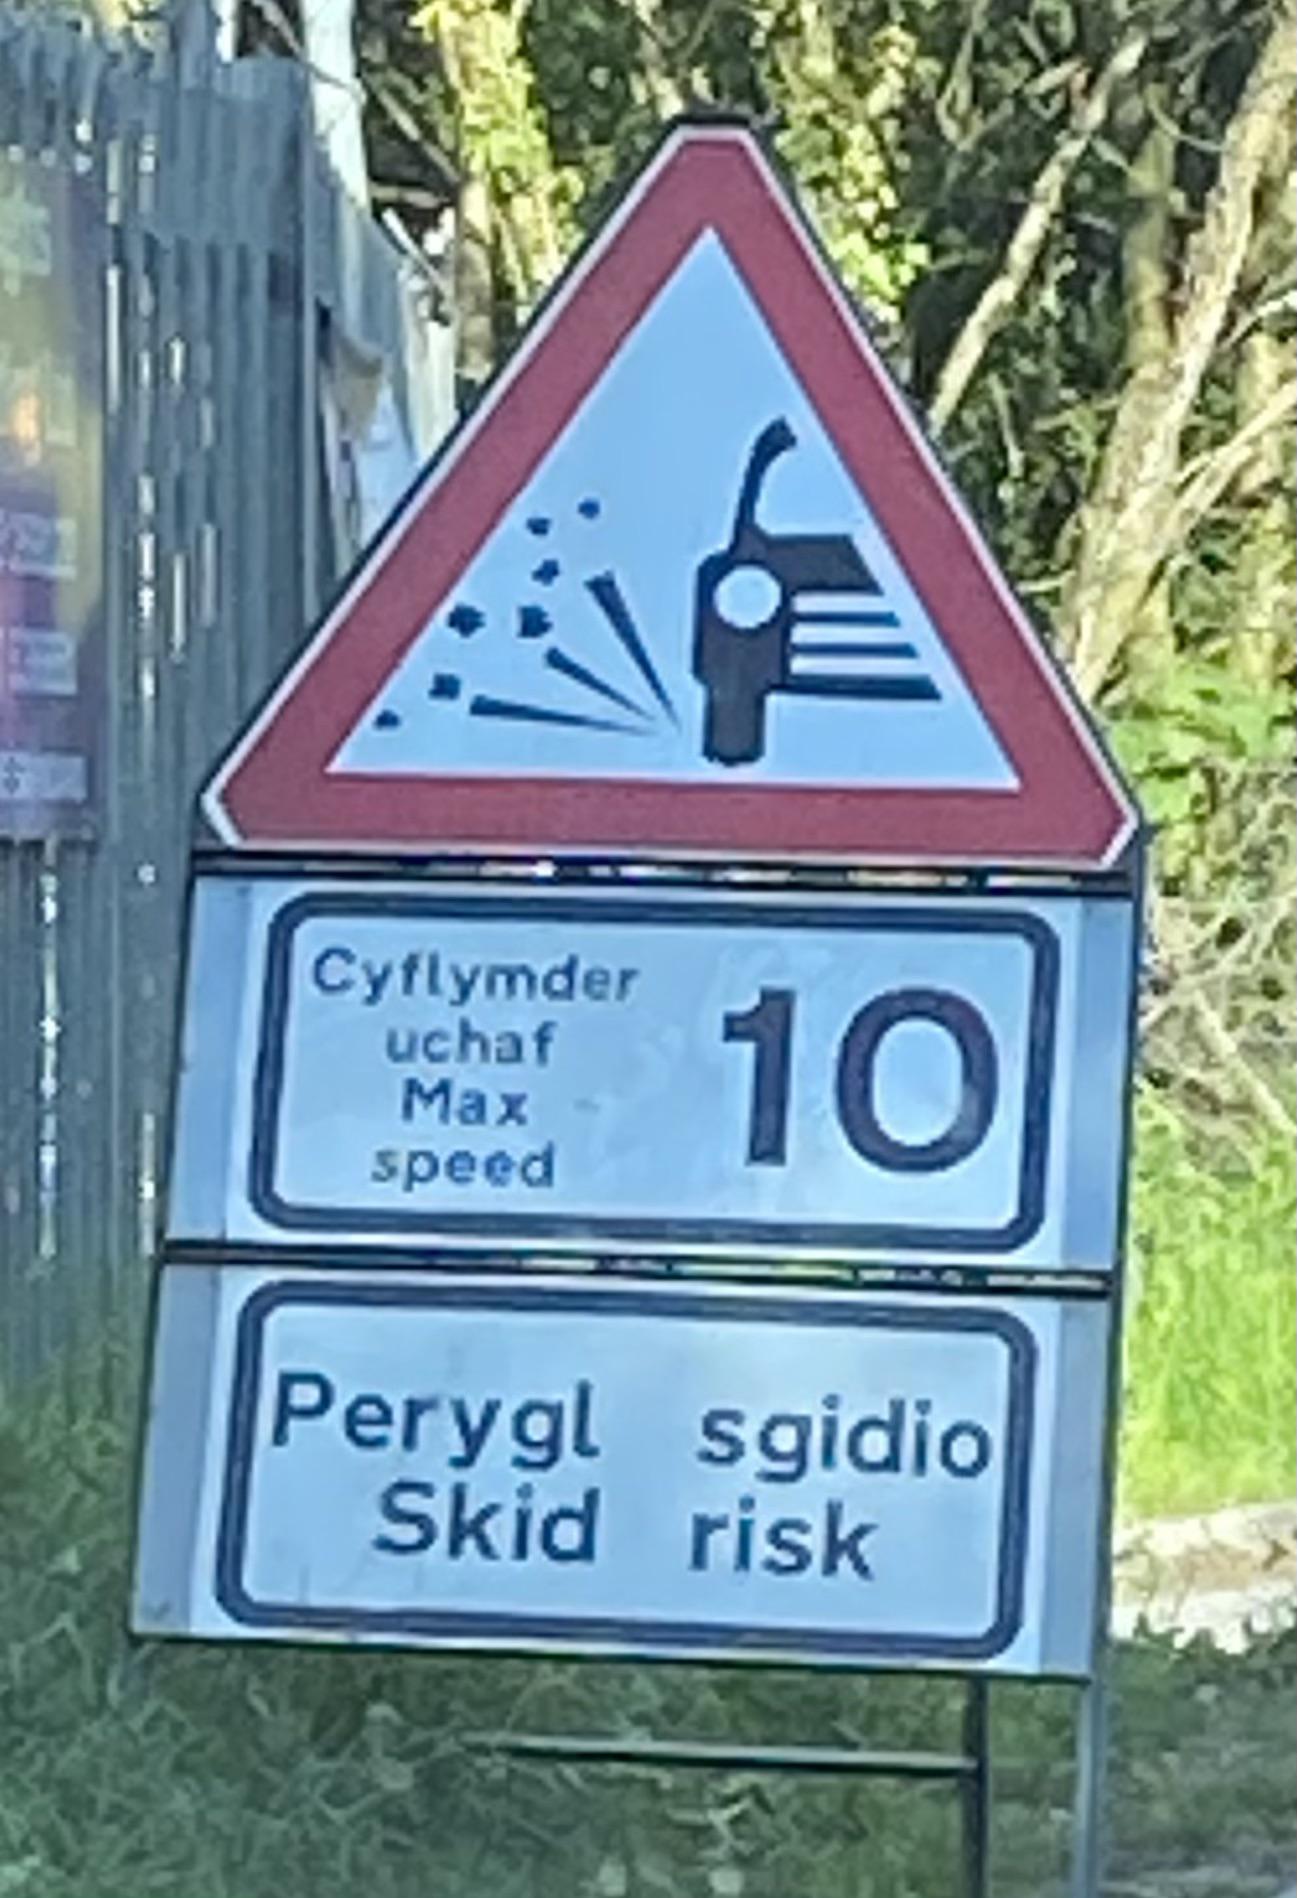 Cyflymder
uchaf
Max
speed
10
Perygl sgidio
Skid risk